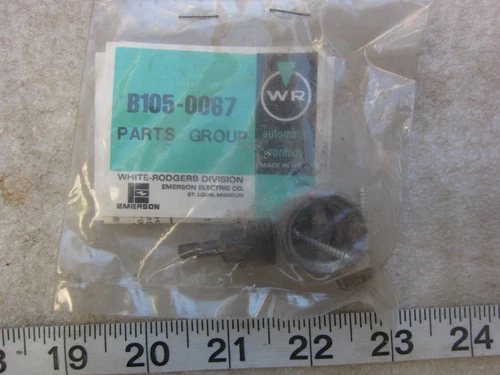 B105-0067
PARTS GROUP
WR
automatic
controls
MADE IN
WHITE-RODGERS DIVISION
EMERSON ELECTRIC CO.
ST. LOUIS, MISSOURI
EMERSON
18 19 20 21 22 23 24